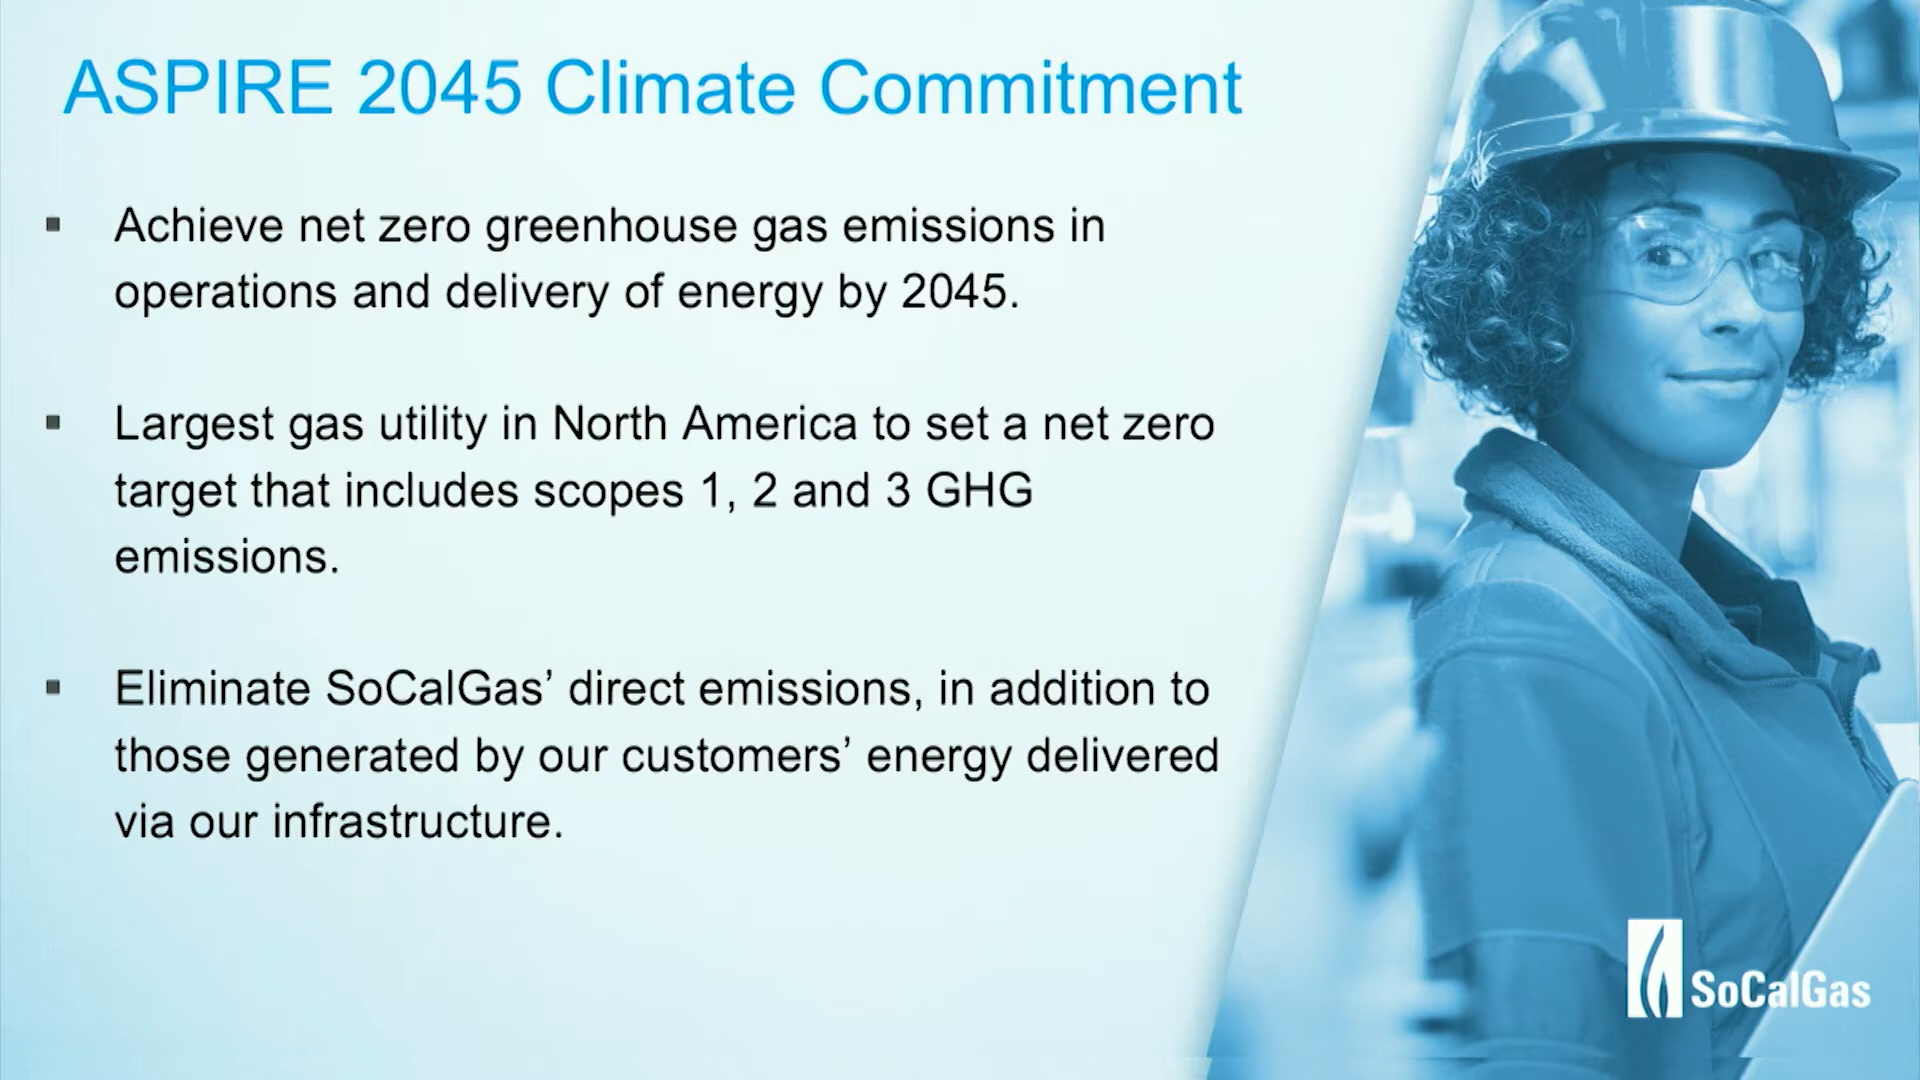 ASPIRE 2045 Climate Commitment
▪ Achieve net zero greenhouse gas emissions in
operations and delivery of energy by 2045.
▪ Largest gas utility in North America to set a net zero
target that includes scopes 1, 2 and 3 GHG
emissions.
▪ Eliminate SoCalGas’ direct emissions, in addition to
those generated by our customers’ energy delivered
via our infrastructure.
SoCalGas